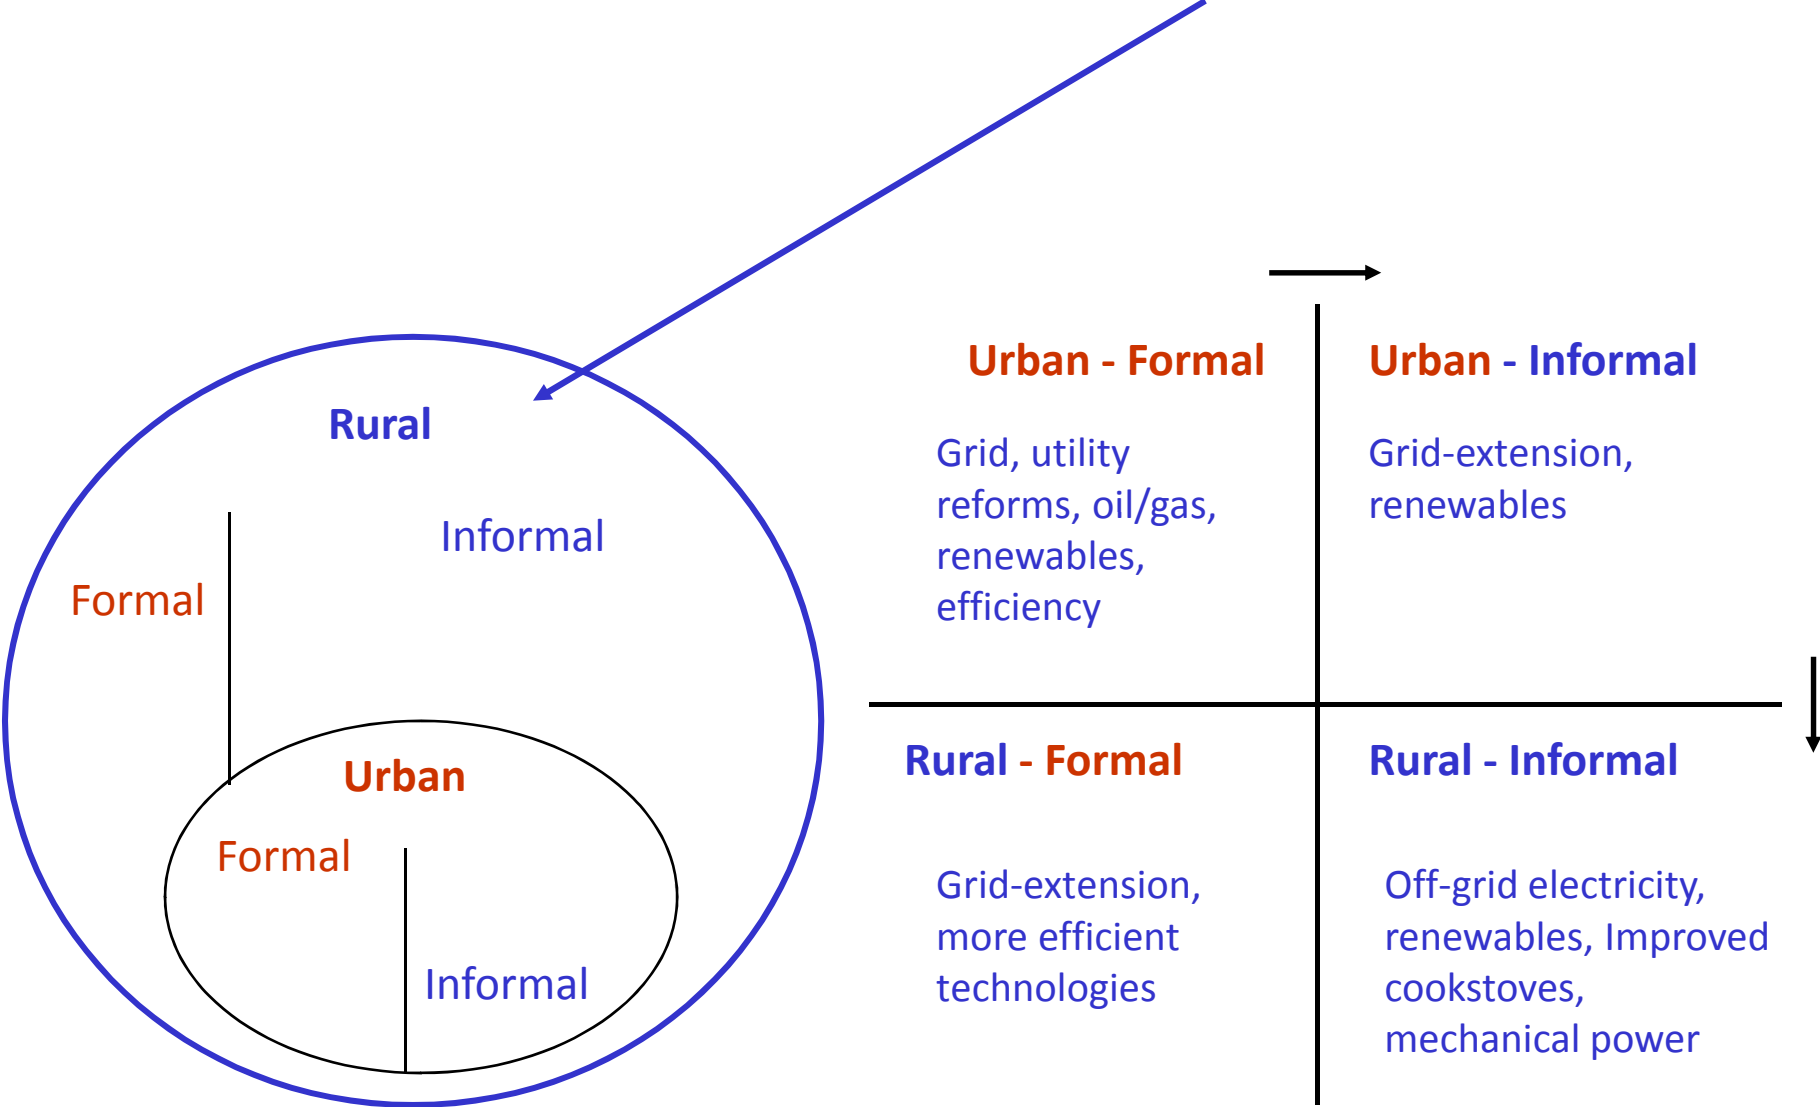 Rural
Informal
Formal
Urban
Formal
Informal
Urban - Formal
Grid, utility
reforms, oil/gas,
renewables,
efficiency
Urban - Informal
Grid-extension,
renewables
Rural - Formal
Grid-extension,
more efficient
technologies
Rural - Informal
Off-grid electricity,
renewables, Improved
cookstoves,
mechanical power